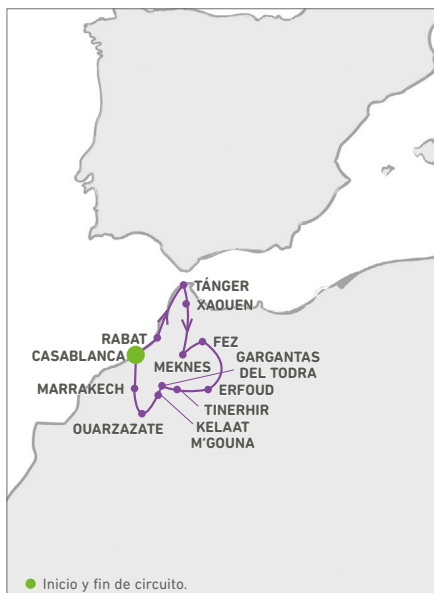 TÁNGER
XAOUEN
RABAT
CASABLANCA
FEZ
MEKNES
GARGANTAS
DEL TODRA
MARRAKECH
ERFOUD
TINERHIR
OUARZAZATE
KELAAT
M'GOUNA
Inicio y fin de circuito.